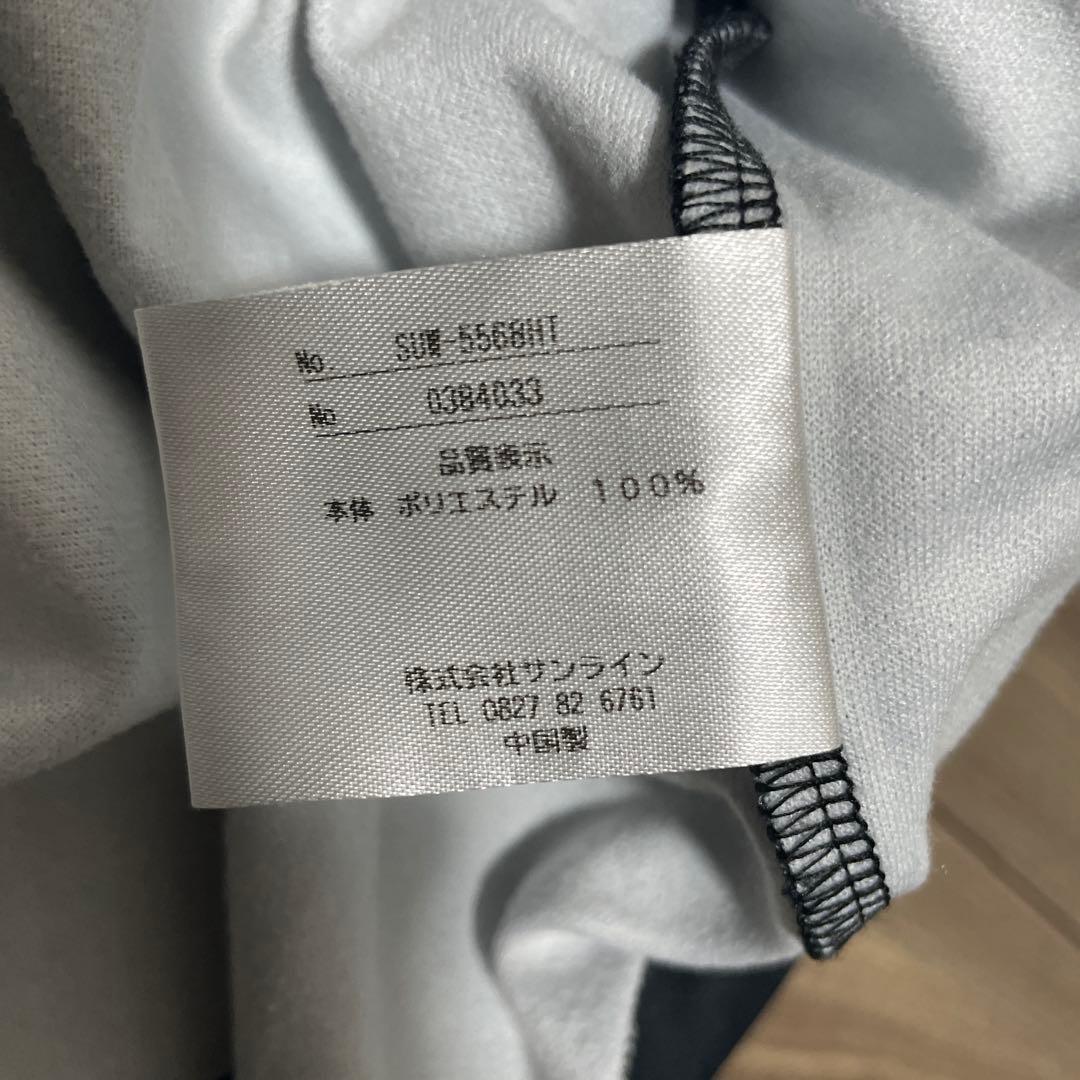 No. SUW-5568HT
No 0384033
品質表示
本体 ポリエステル 100%
株式会社サンライン
TEL 0827 82 6761
中国製